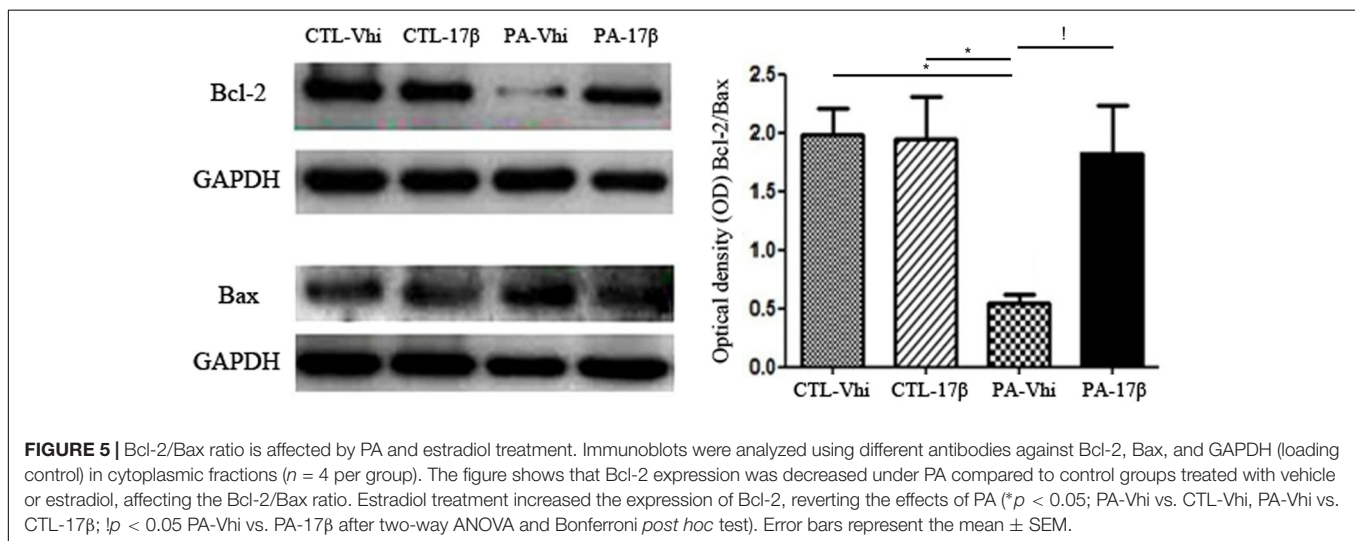 CTL-Vhi CTL-17β PA-Vhi PA-17β
Bcl-2
GAPDH
Bax
GAPDH
!
*
*
Optical density (OD) Bcl-2/Bax
2.5
2.0
1.5
1.0
0.5
0.0
CTL-Vhi CTL-17β PA-Vhi PA-17β
FIGURE 5 | Bcl-2/Bax ratio is affected by PA and estradiol treatment. Immunoblots were analyzed using different antibodies against Bcl-2, Bax, and GAPDH (loading
control) in cytoplasmic fractions (n = 4 per group). The figure shows that Bcl-2 expression was decreased under PA compared to control groups treated with vehicle
or estradiol, affecting the Bcl-2/Bax ratio. Estradiol treatment increased the expression of Bcl-2, reverting the effects of PA (*p < 0.05; PA-Vhi vs. CTL-Vhi, PA-Vhi vs.
CTL-17β; !p < 0.05 PA-Vhi vs. PA-17β after two-way ANOVA and Bonferroni post hoc test). Error bars represent the mean ± SEM.